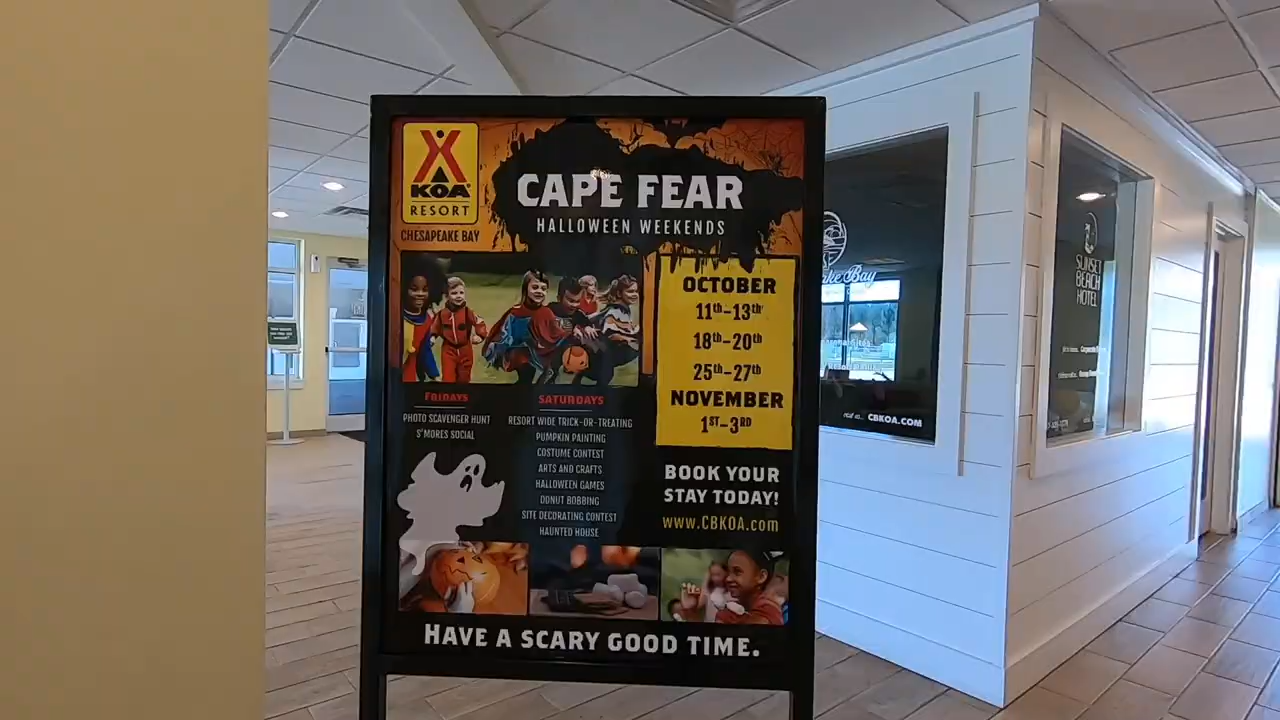 KOA
RESORT
CHESAPEAKE BAY
CAPE FEAR
HALLOWEEN WEEKENDS
OCTOBER
11th-13th
18th-20th
25th-27th
NOVEMBER
1ST-3RD
FRIDAYS
PHOTO SCAVENGER HUNT
S'MORES SOCIAL
SATURDAYS
RESORT WIDE TRICK-OR-TREATING
PUMPKIN PAINTING
COSTUME CONTEST
ARTS AND CRAFTS
HALLOWEEN GAMES
DONUT BOBBING
SITE DECORATING CONTEST
HAUNTED HOUSE
BOOK YOUR
STAY TODAY!
www.CBKOA.com
HAVE A SCARY GOOD TIME.
Bay
CBKOA.COM
SUNSET
BEACH
HOTEL